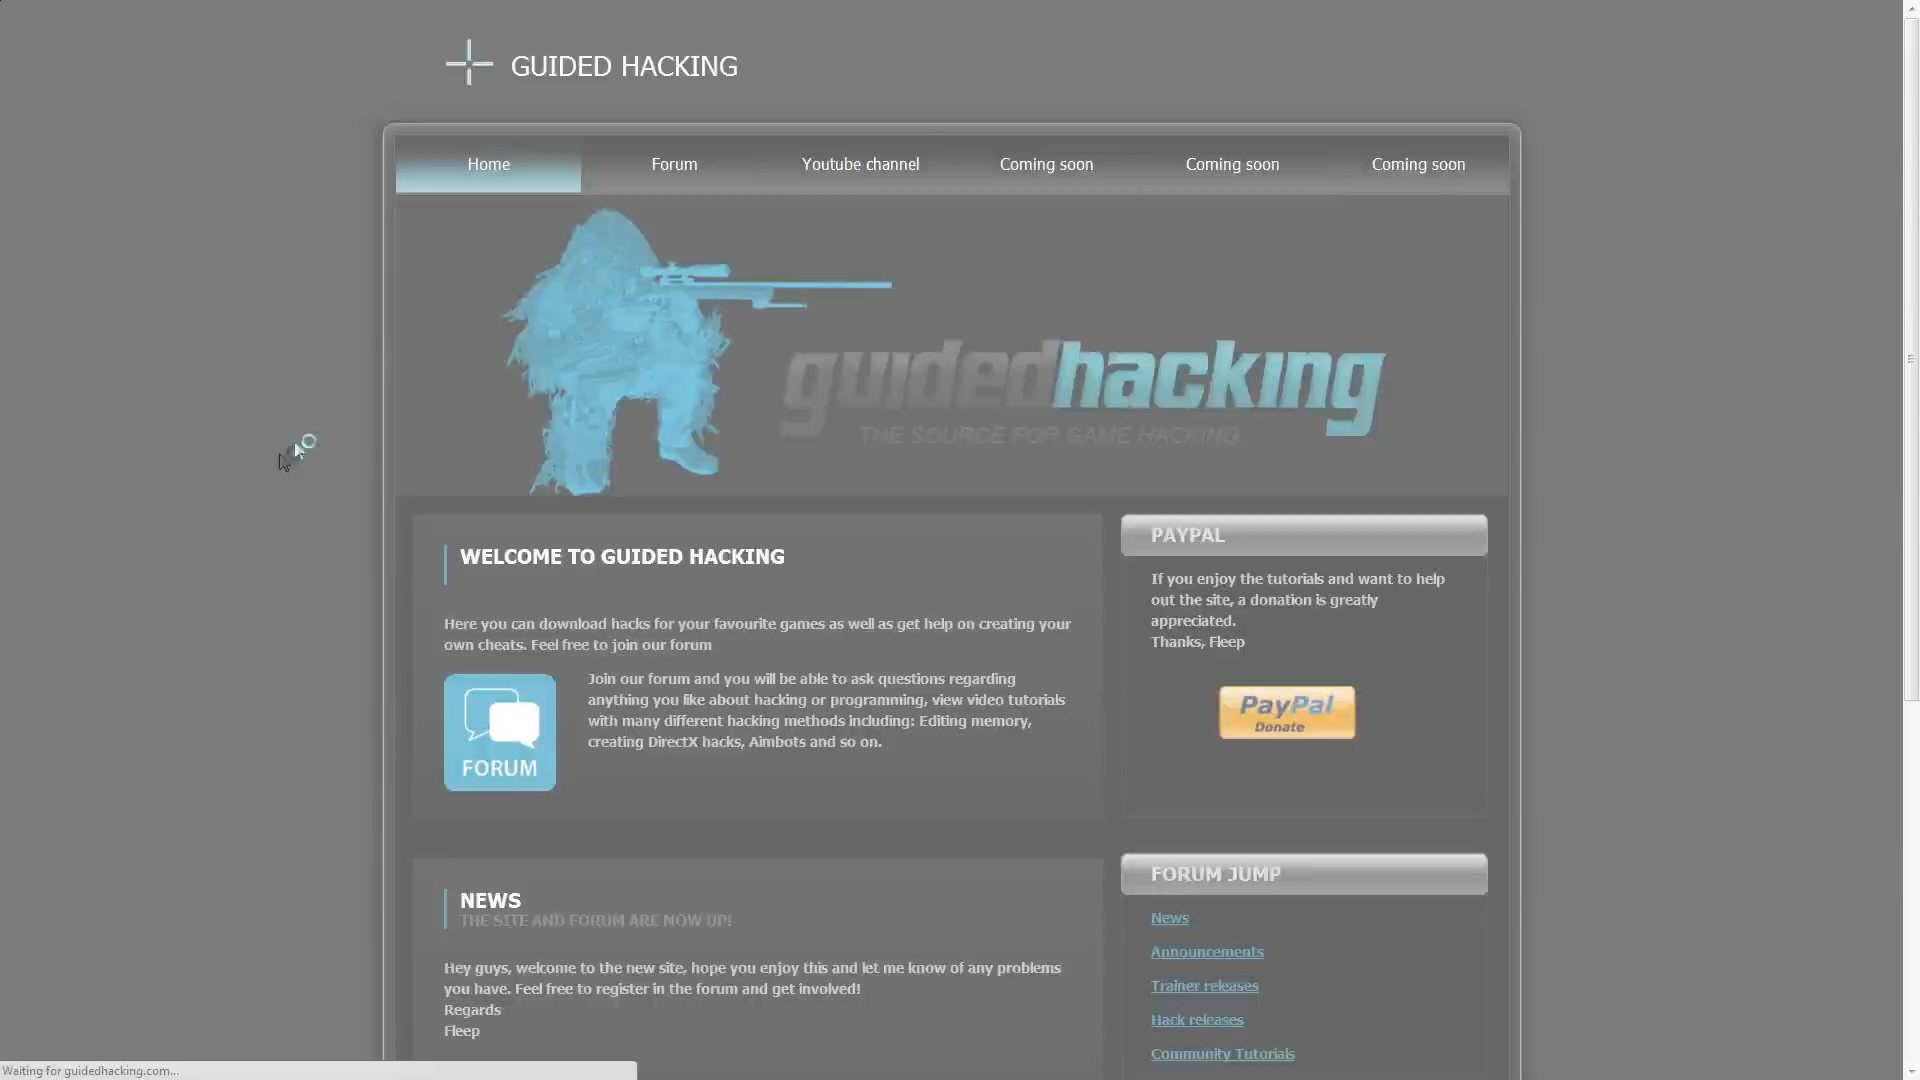 GUIDED HACKING
Home
Forum
Youtube channel
Coming soon
Coming soon
Coming soon
guidedhacking
THE SOURCE FOR GAME HACKING
WELCOME TO GUIDED HACKING
Here you can download hacks for your favourite games as well as get help on creating your
own cheats. Feel free to join our forum
FORUM
Join our forum and you will be able to ask questions regarding
anything you like about hacking or programming, view video tutorials
with many different hacking methods including: Editing memory,
creating DirectX hacks, Aimbots and so on.
PAYPAL
If you enjoy the tutorials and want to help
out the site, a donation is greatly
appreciated.
Thanks, Fleep
PayPal
Donate
NEWS
THE SITE AND FORUM ARE NOW UP!
Hey guys, welcome to the new site, hope you enjoy this and let me know of any problems
you have. Feel free to register in the forum and get involved!
Regards
Fleep
FORUM JUMP
News
Announcements
Trainer releases
Hack releases
Community Tutorials
Waiting for guidedhacking.com...